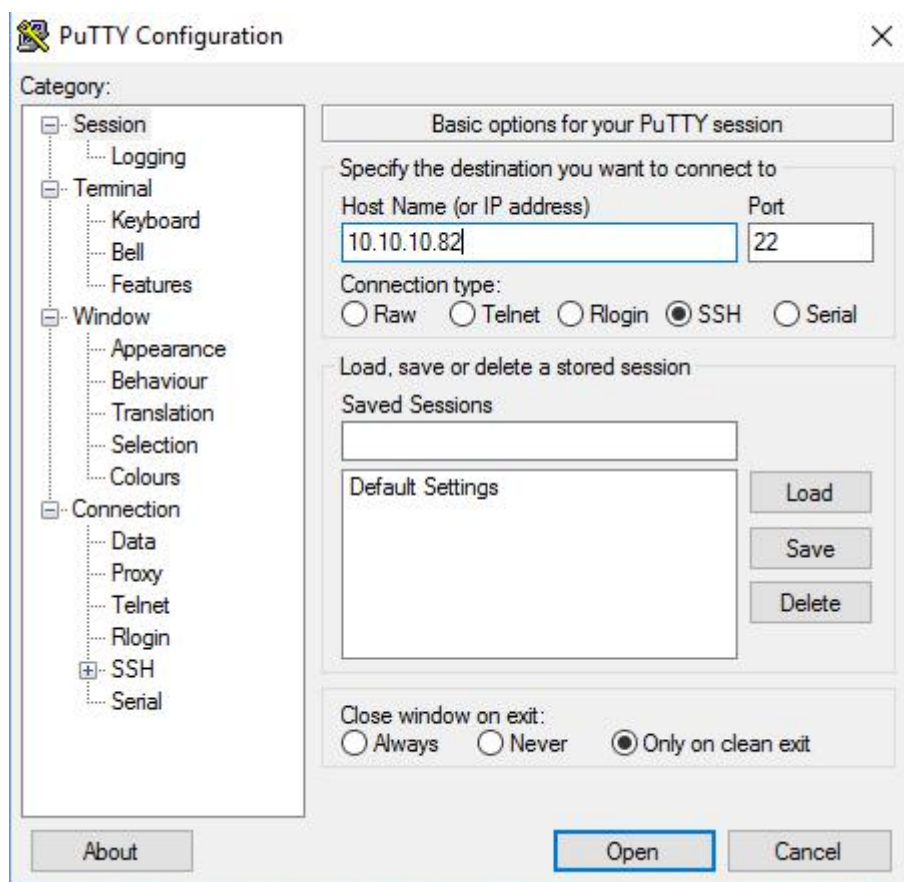 PuTTY Configuration
Category:
Session
Logging
Terminal
Keyboard
Bell
Features
Window
Appearance
Behaviour
Translation
Selection
Colours
Connection
Data
Proxy
Telnet
Rlogin
SSH
Serial
Basic options for your PuTTY session
Specify the destination you want to connect to
Host Name (or IP address) Port
10.10.10.82 22
Connection type:
Raw Telnet Rlogin SSH Serial
Load, save or delete a stored session
Saved Sessions
Default Settings
Load
Save
Delete
Close window on exit:
Always Never Only on clean exit
About Open Cancel